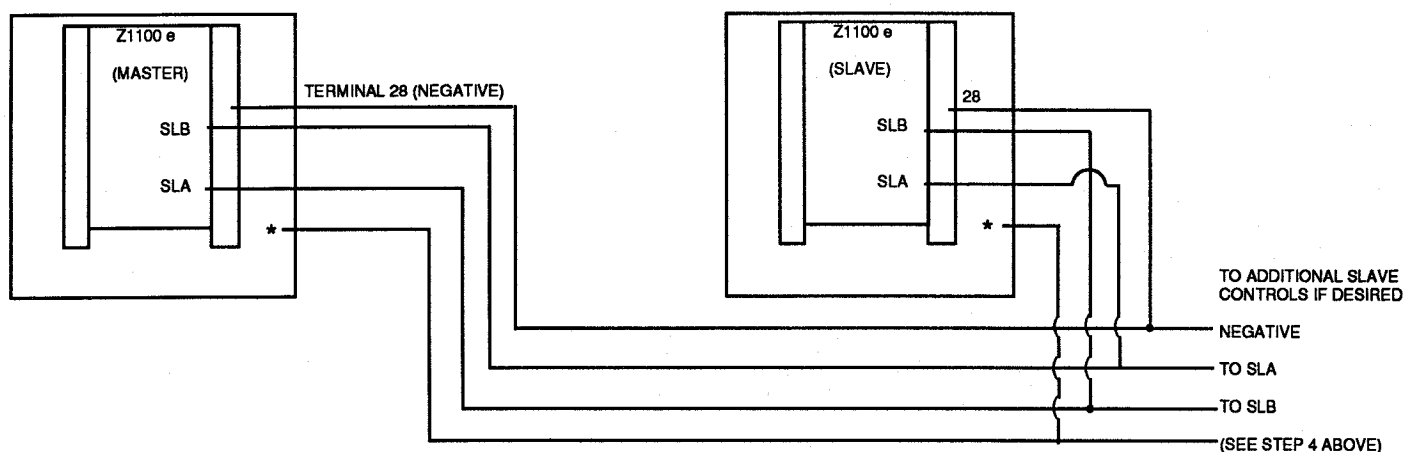 Z1100 e
(MASTER)
TERMINAL 28 (NEGATIVE)
SLB
SLA
*
Z1100 e
(SLAVE)
28
SLB
SLA
*
TO ADDITIONAL SLAVE
CONTROLS IF DESIRED
NEGATIVE
TO SLA
TO SLB
(SEE STEP 4 ABOVE)